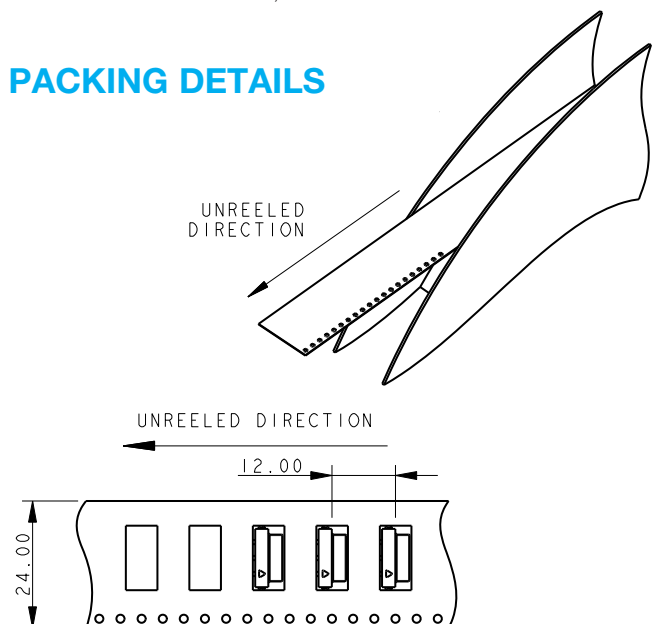 PACKING DETAILS
UNREELED
DIRECTION
UNREELED DIRECTION
12.00
24.00